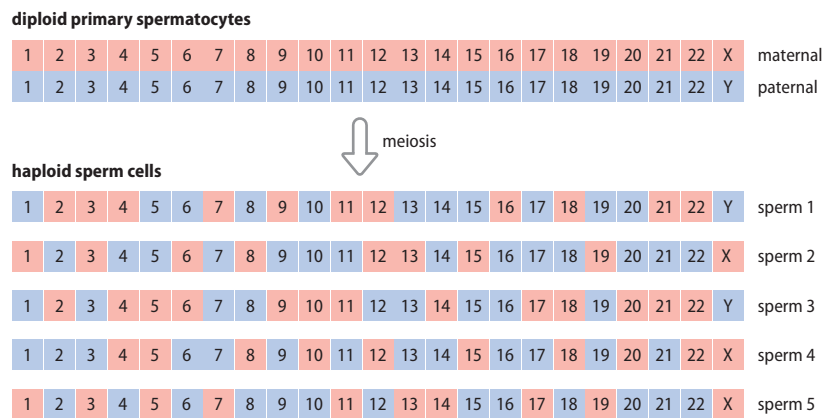 diploid primary spermatocytes
1 2 3 4 5 6 7 8 9 10 11 12 13 14 15 16 17 18 19 20 21 22 X maternal
1 2 3 4 5 6 7 8 9 10 11 12 13 14 15 16 17 18 19 20 21 22 Y paternal
meiosis
haploid sperm cells
1 2 3 4 5 6 7 8 9 10 11 12 13 14 15 16 17 18 19 20 21 22 Y sperm 1
1 2 3 4 5 6 7 8 9 10 11 12 13 14 15 16 17 18 19 20 21 22 X sperm 2
1 2 3 4 5 6 7 8 9 10 11 12 13 14 15 16 17 18 19 20 21 22 Y sperm 3
1 2 3 4 5 6 7 8 9 10 11 12 13 14 15 16 17 18 19 20 21 22 X sperm 4
1 2 3 4 5 6 7 8 9 10 11 12 13 14 15 16 17 18 19 20 21 22 X sperm 5